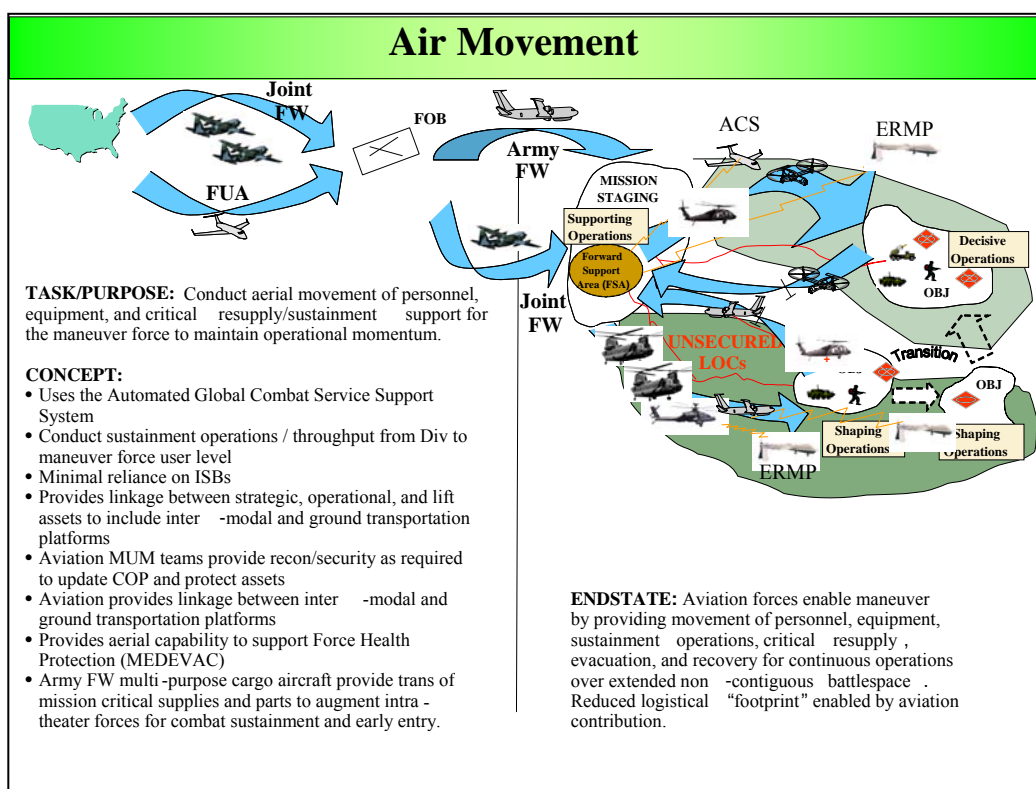 Air Movement
Joint
FW
FOB
FUA
Army
FW
ACS
ERMP
MISSION
STAGING
Supporting
Operations
Forward
Support
Area (FSA)
Joint
FW
Decisive
Operations
OBJ
UNSECURED
LOCs
Transition
OBJ
Shaping
Operations
Shaping
Operations
ERMP
TASK/PURPOSE: Conduct aerial movement of personnel,
equipment, and critical resupply/sustainment support for
the maneuver force to maintain operational momentum.
CONCEPT:
• Uses the Automated Global Combat Service Support
System
• Conduct sustainment operations / throughput from Div to
maneuver force user level
• Minimal reliance on ISBs
• Provides linkage between strategic, operational, and lift
assets to include inter -modal and ground transportation
platforms
• Aviation MUM teams provide recon/security as required
to update COP and protect assets
• Aviation provides linkage between inter -modal and
ground transportation platforms
• Provides aerial capability to support Force Health
Protection (MEDEVAC)
• Army FW multi -purpose cargo aircraft provide trans of
mission critical supplies and parts to augment intra -
theater forces for combat sustainment and early entry.
ENDSTATE: Aviation forces enable maneuver
by providing movement of personnel, equipment,
sustainment operations, critical resupply ,
evacuation, and recovery for continuous operations
over extended non -contiguous battlespace .
Reduced logistical “footprint” enabled by aviation
contribution.